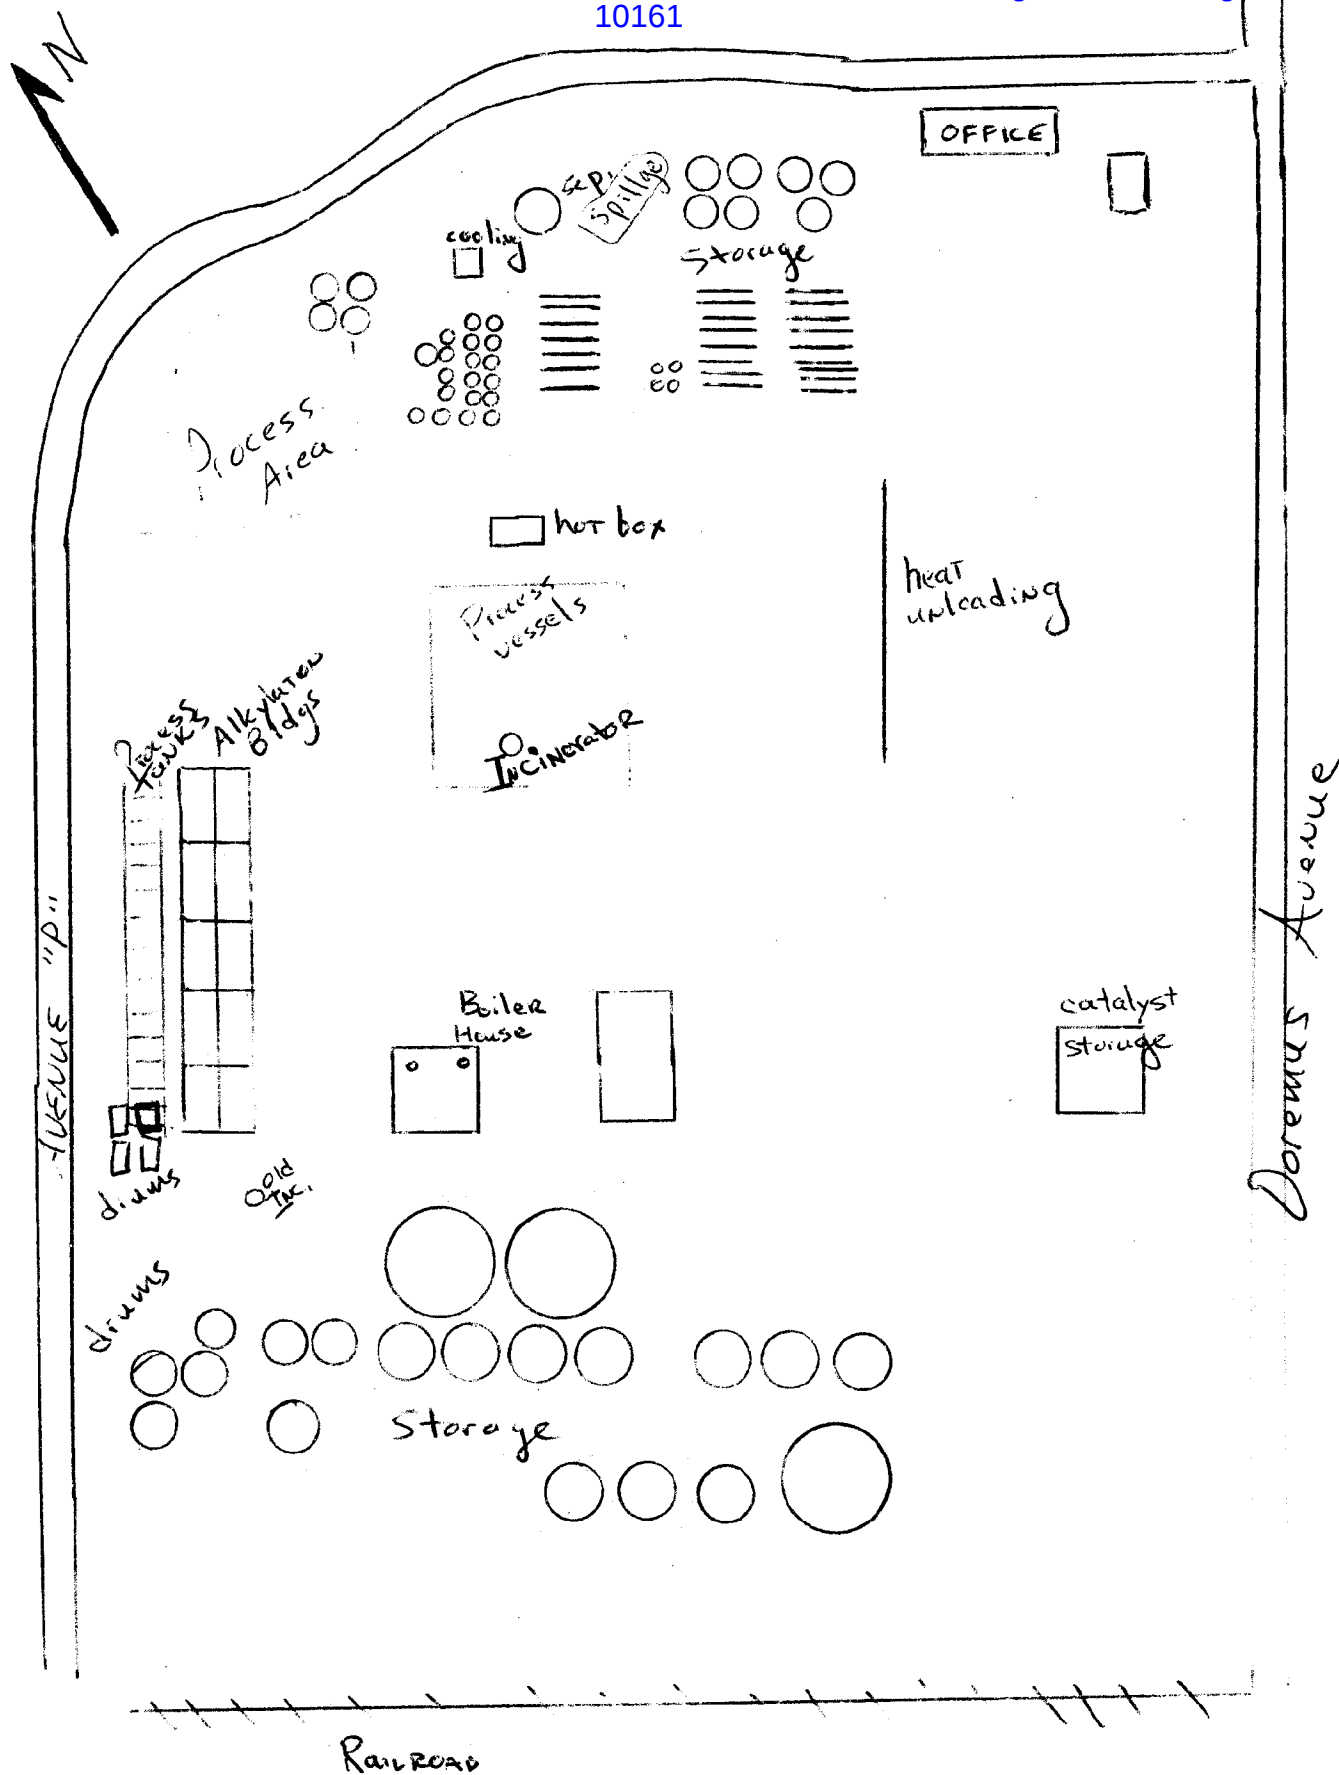 10161
N
OFFICE
sep.
spillge
cooling
Storage
Process
Area
hot box
heat
unloading
Process
vessels
Process
tanks
Alkylation
Bldgs
Incinerator
AVENUE "P"
Doremus Avenue
Boiler
House
catalyst
storage
drums
old
Inc.
drums
Storage
RAILROAD